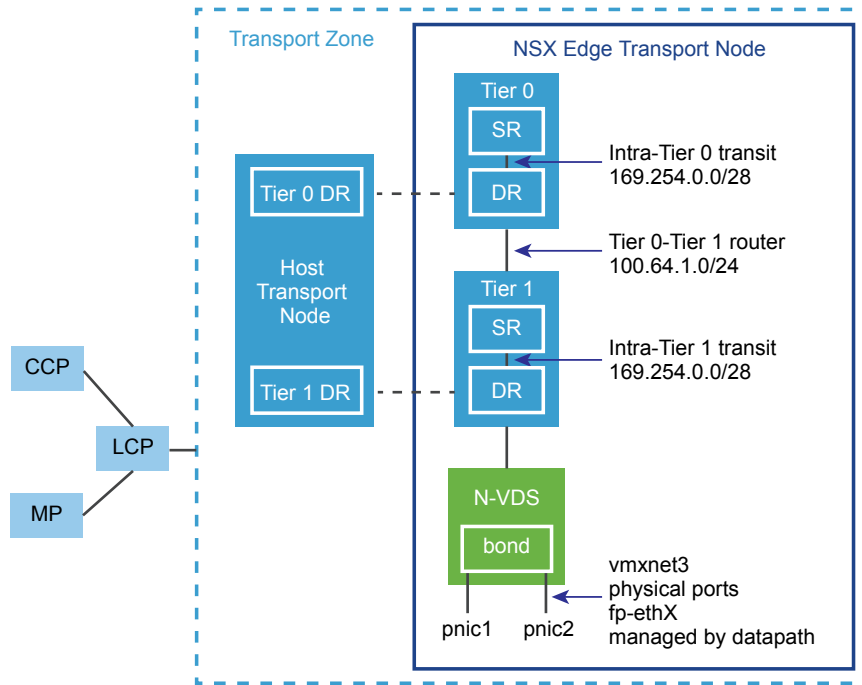 Transport Zone
NSX Edge Transport Node
Tier 0
SR
DR
Intra-Tier 0 transit
169.254.0.0/28
Tier 0-Tier 1 router
100.64.1.0/24
Tier 1
SR
DR
Intra-Tier 1 transit
169.254.0.0/28
Tier 0 DR
Host
Transport
Node
Tier 1 DR
CCP
LCP
MP
N-VDS
bond
pnic1
pnic2
vmxnet3
physical ports
fp-ethX
managed by datapath